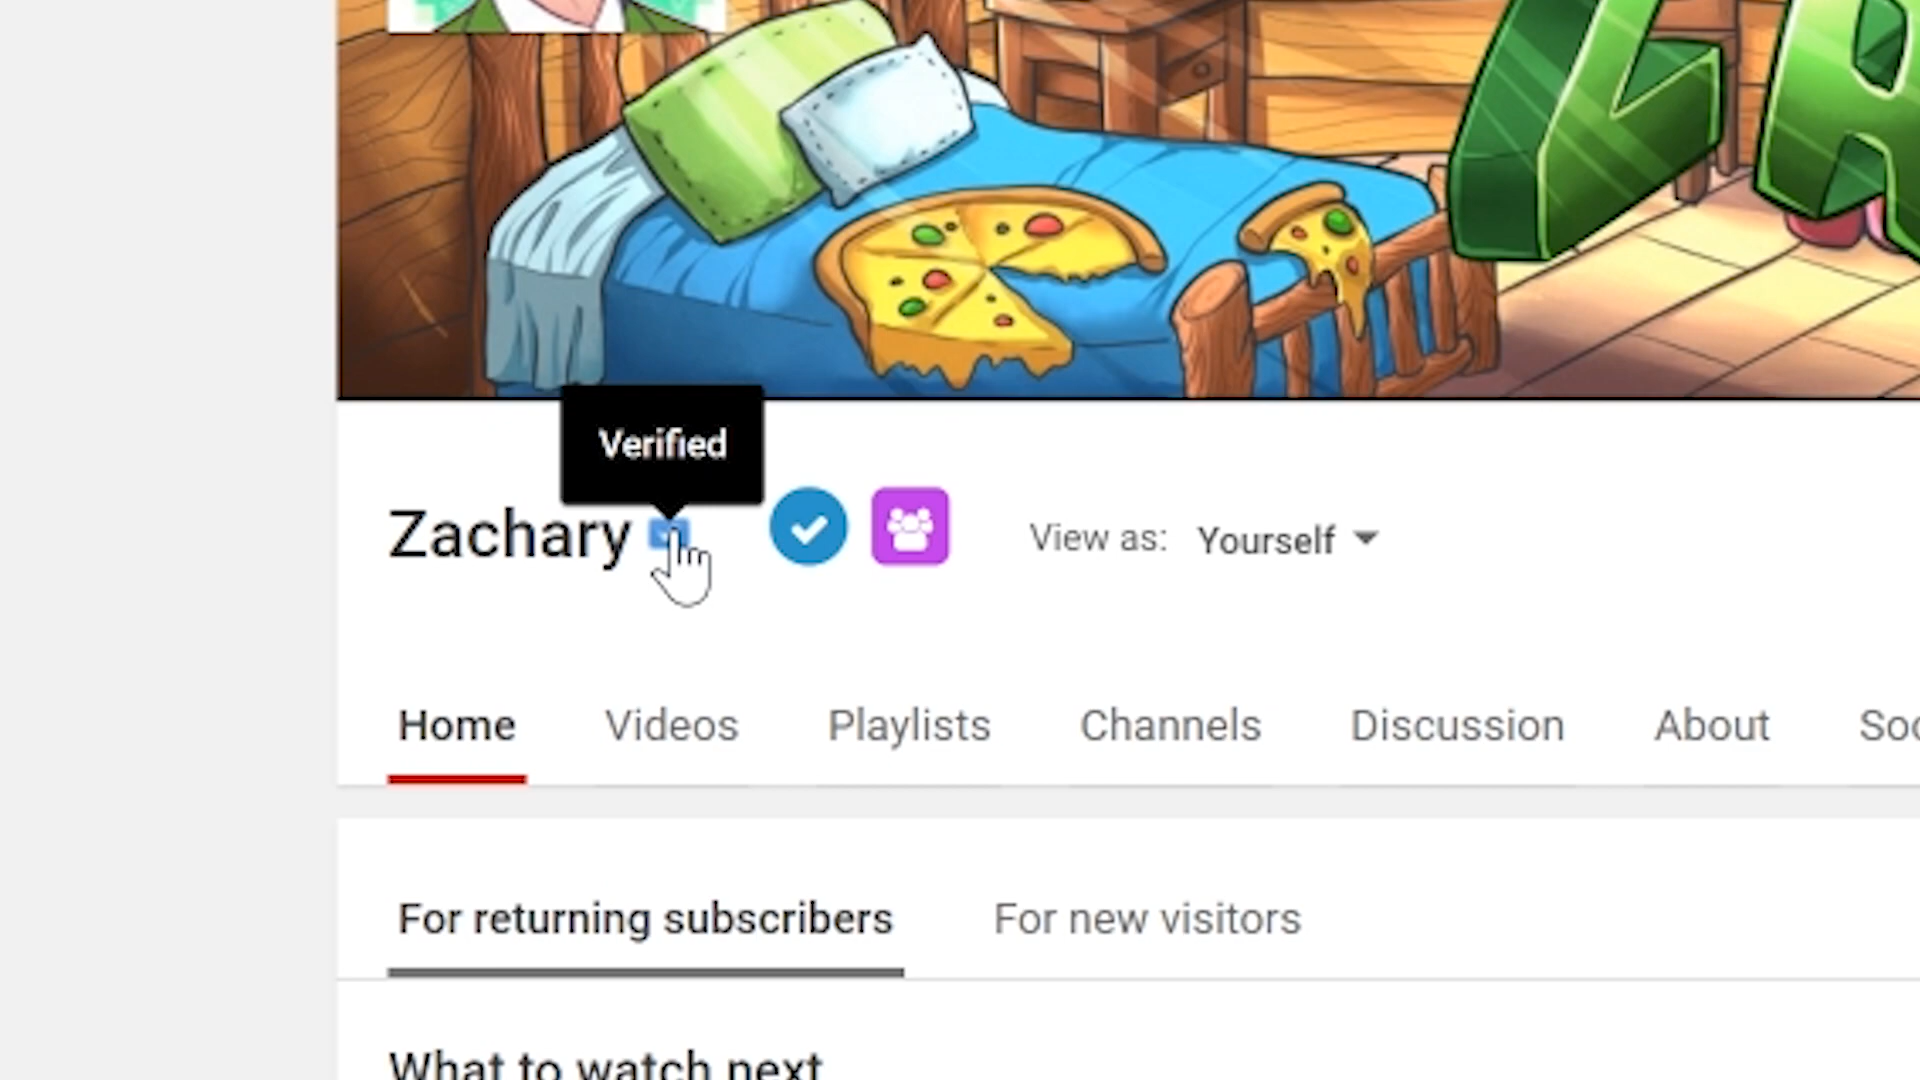 ZA
Verified
Zachary
View as: Yourself
Home Videos Playlists Channels Discussion About Soc
For returning subscribers For new visitors
What to watch next